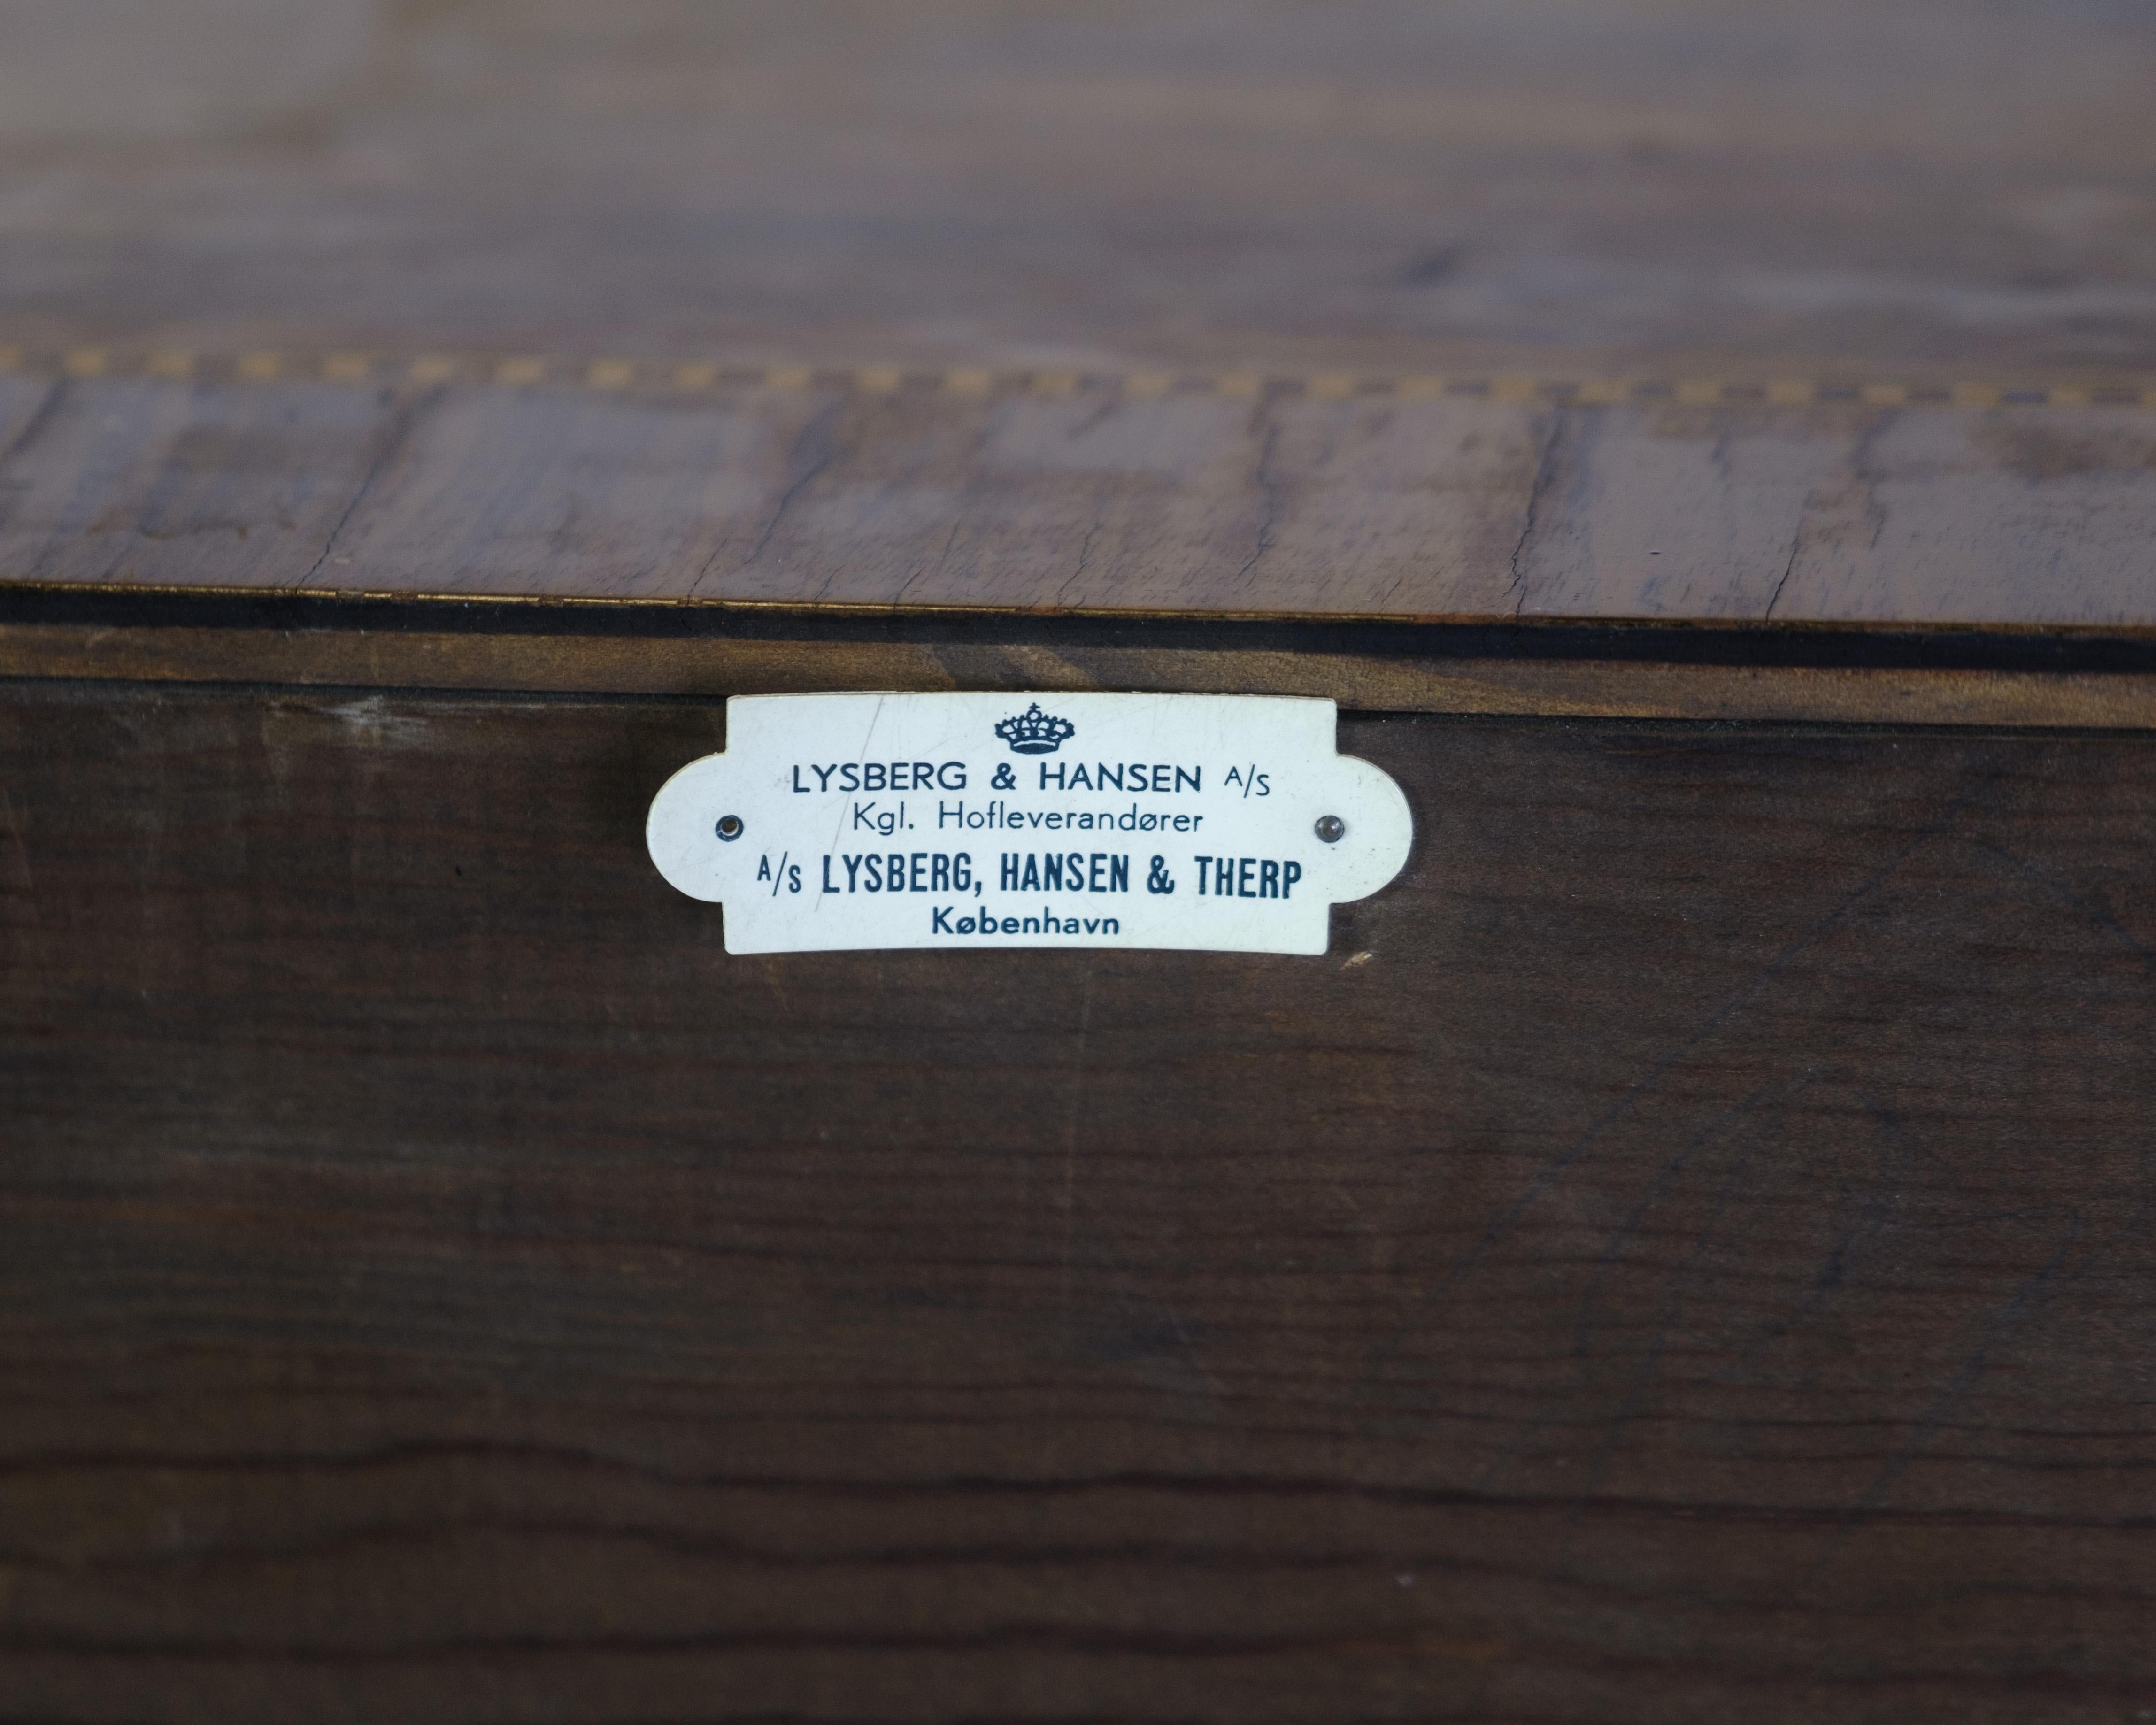 LYSBERG & HANSEN A/S
Kgl. Hofleverandører
A/S LYSBERG, HANSEN & THERP
København